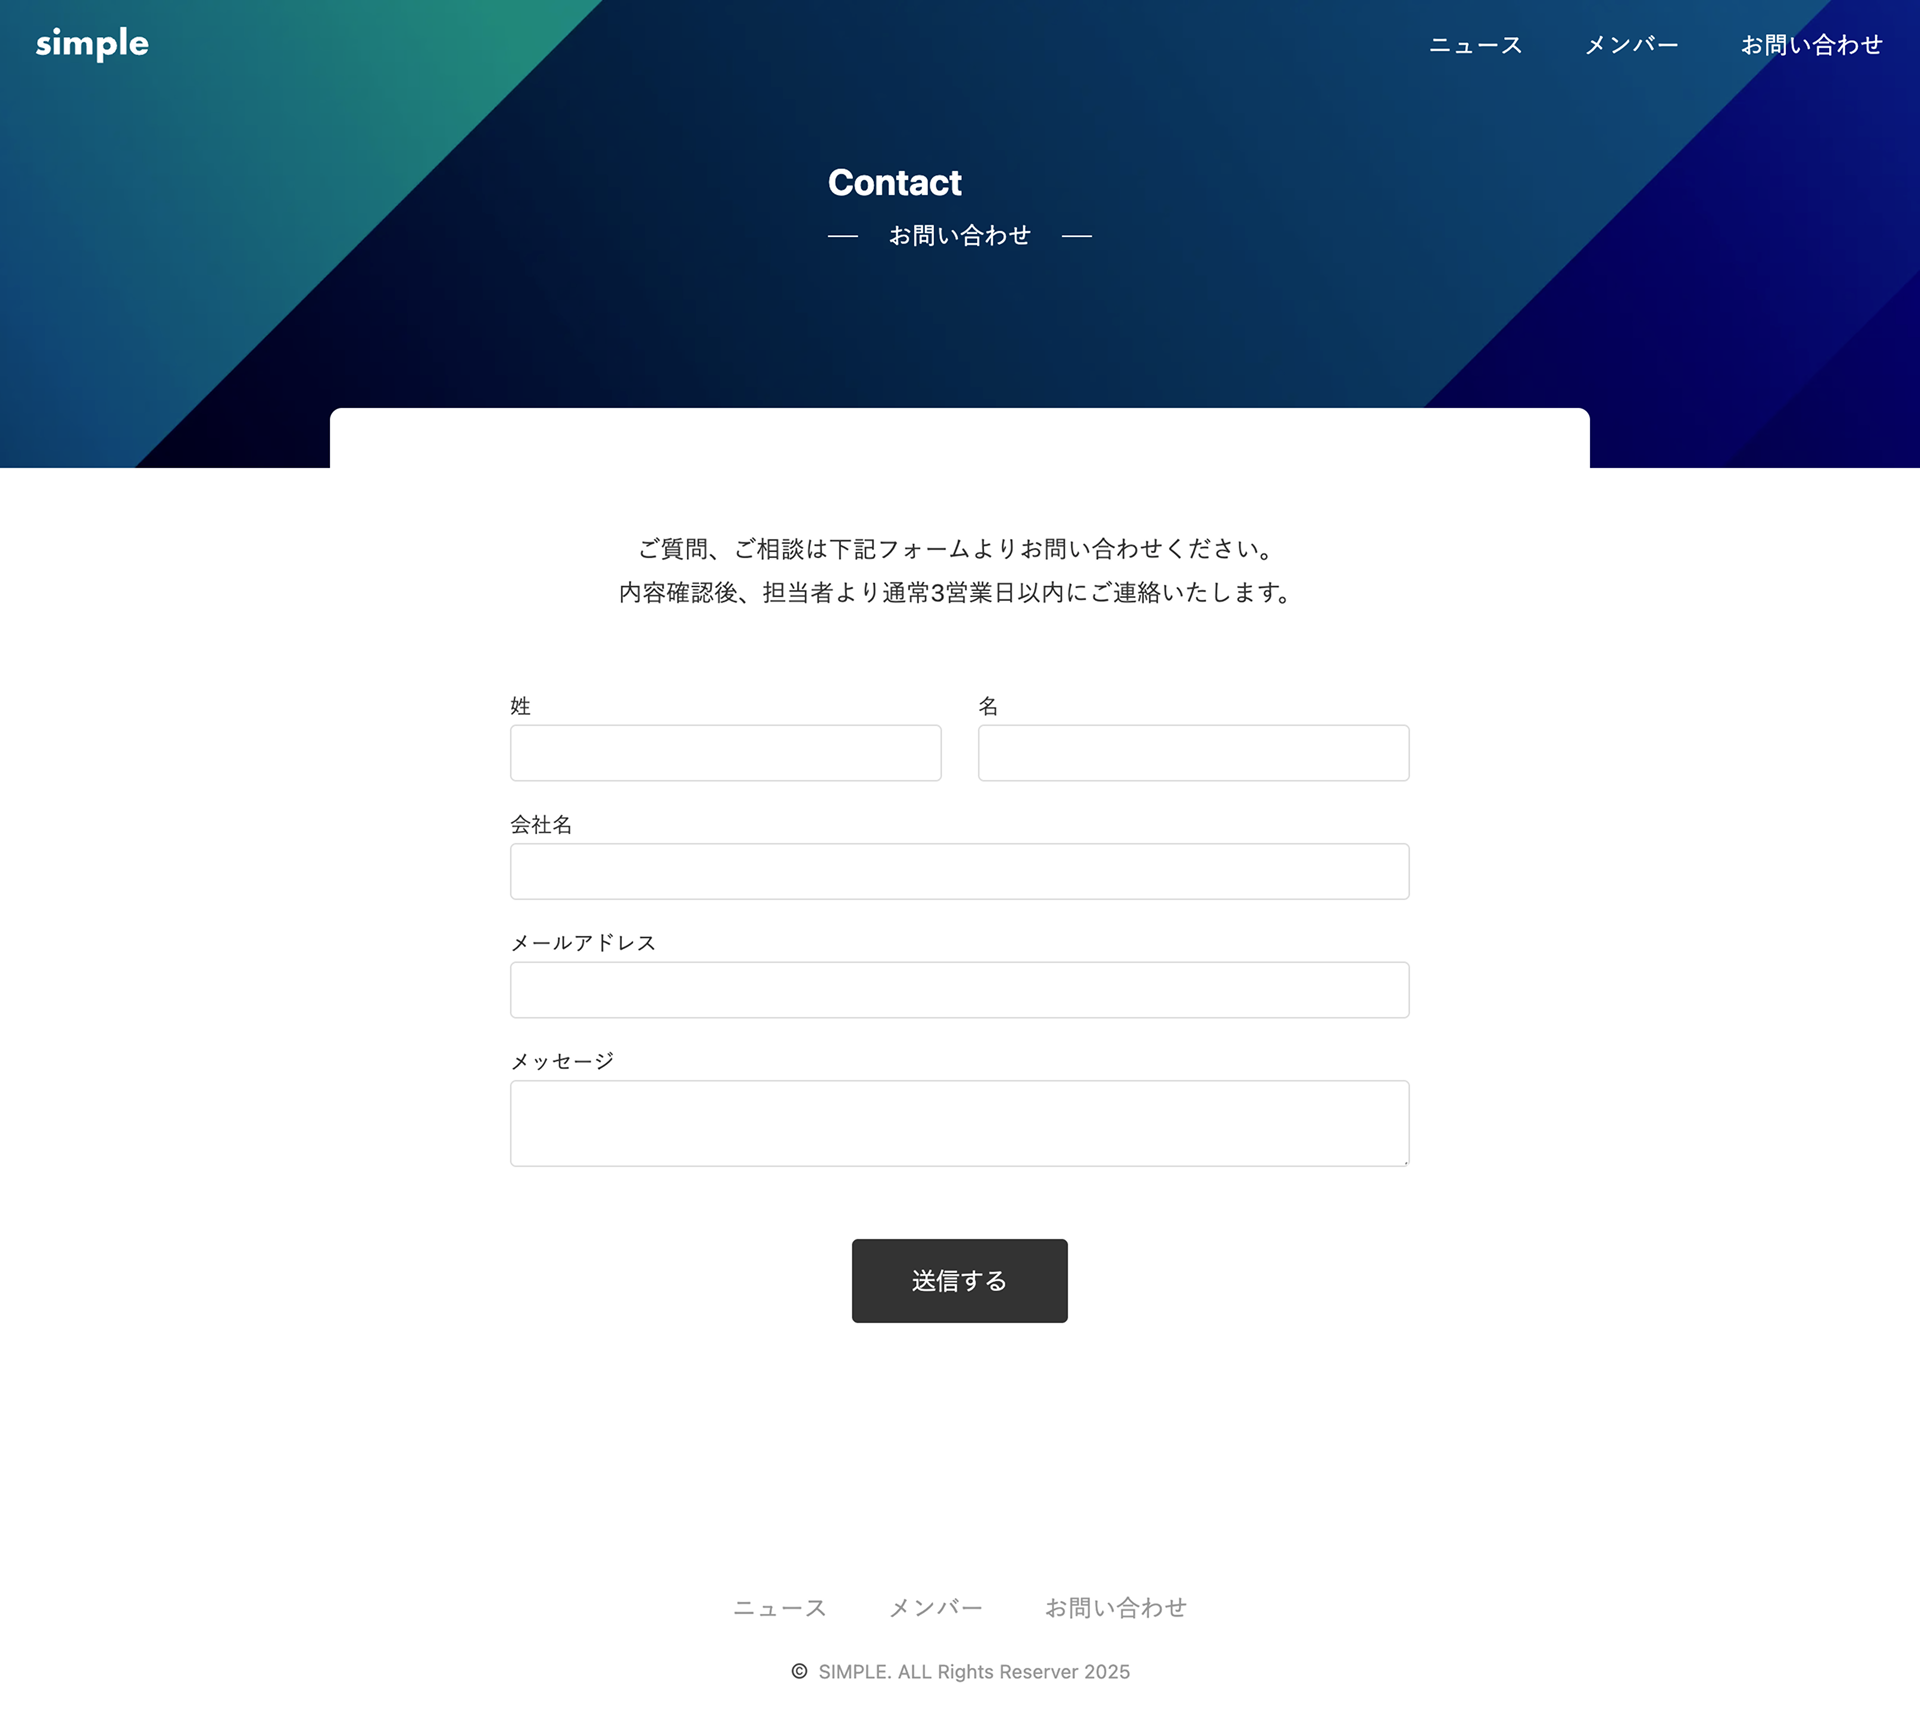 simple
ニュース メンバー お問い合わせ
Contact
お問い合わせ
ご質問、ご相談は下記フォームよりお問い合わせください。
内容確認後、担当者より通常3営業日以内にご連絡いたします。
姓 名
会社名
メールアドレス
メッセージ
送信する
ニュース メンバー お問い合わせ
© SIMPLE. ALL Rights Reserver 2025